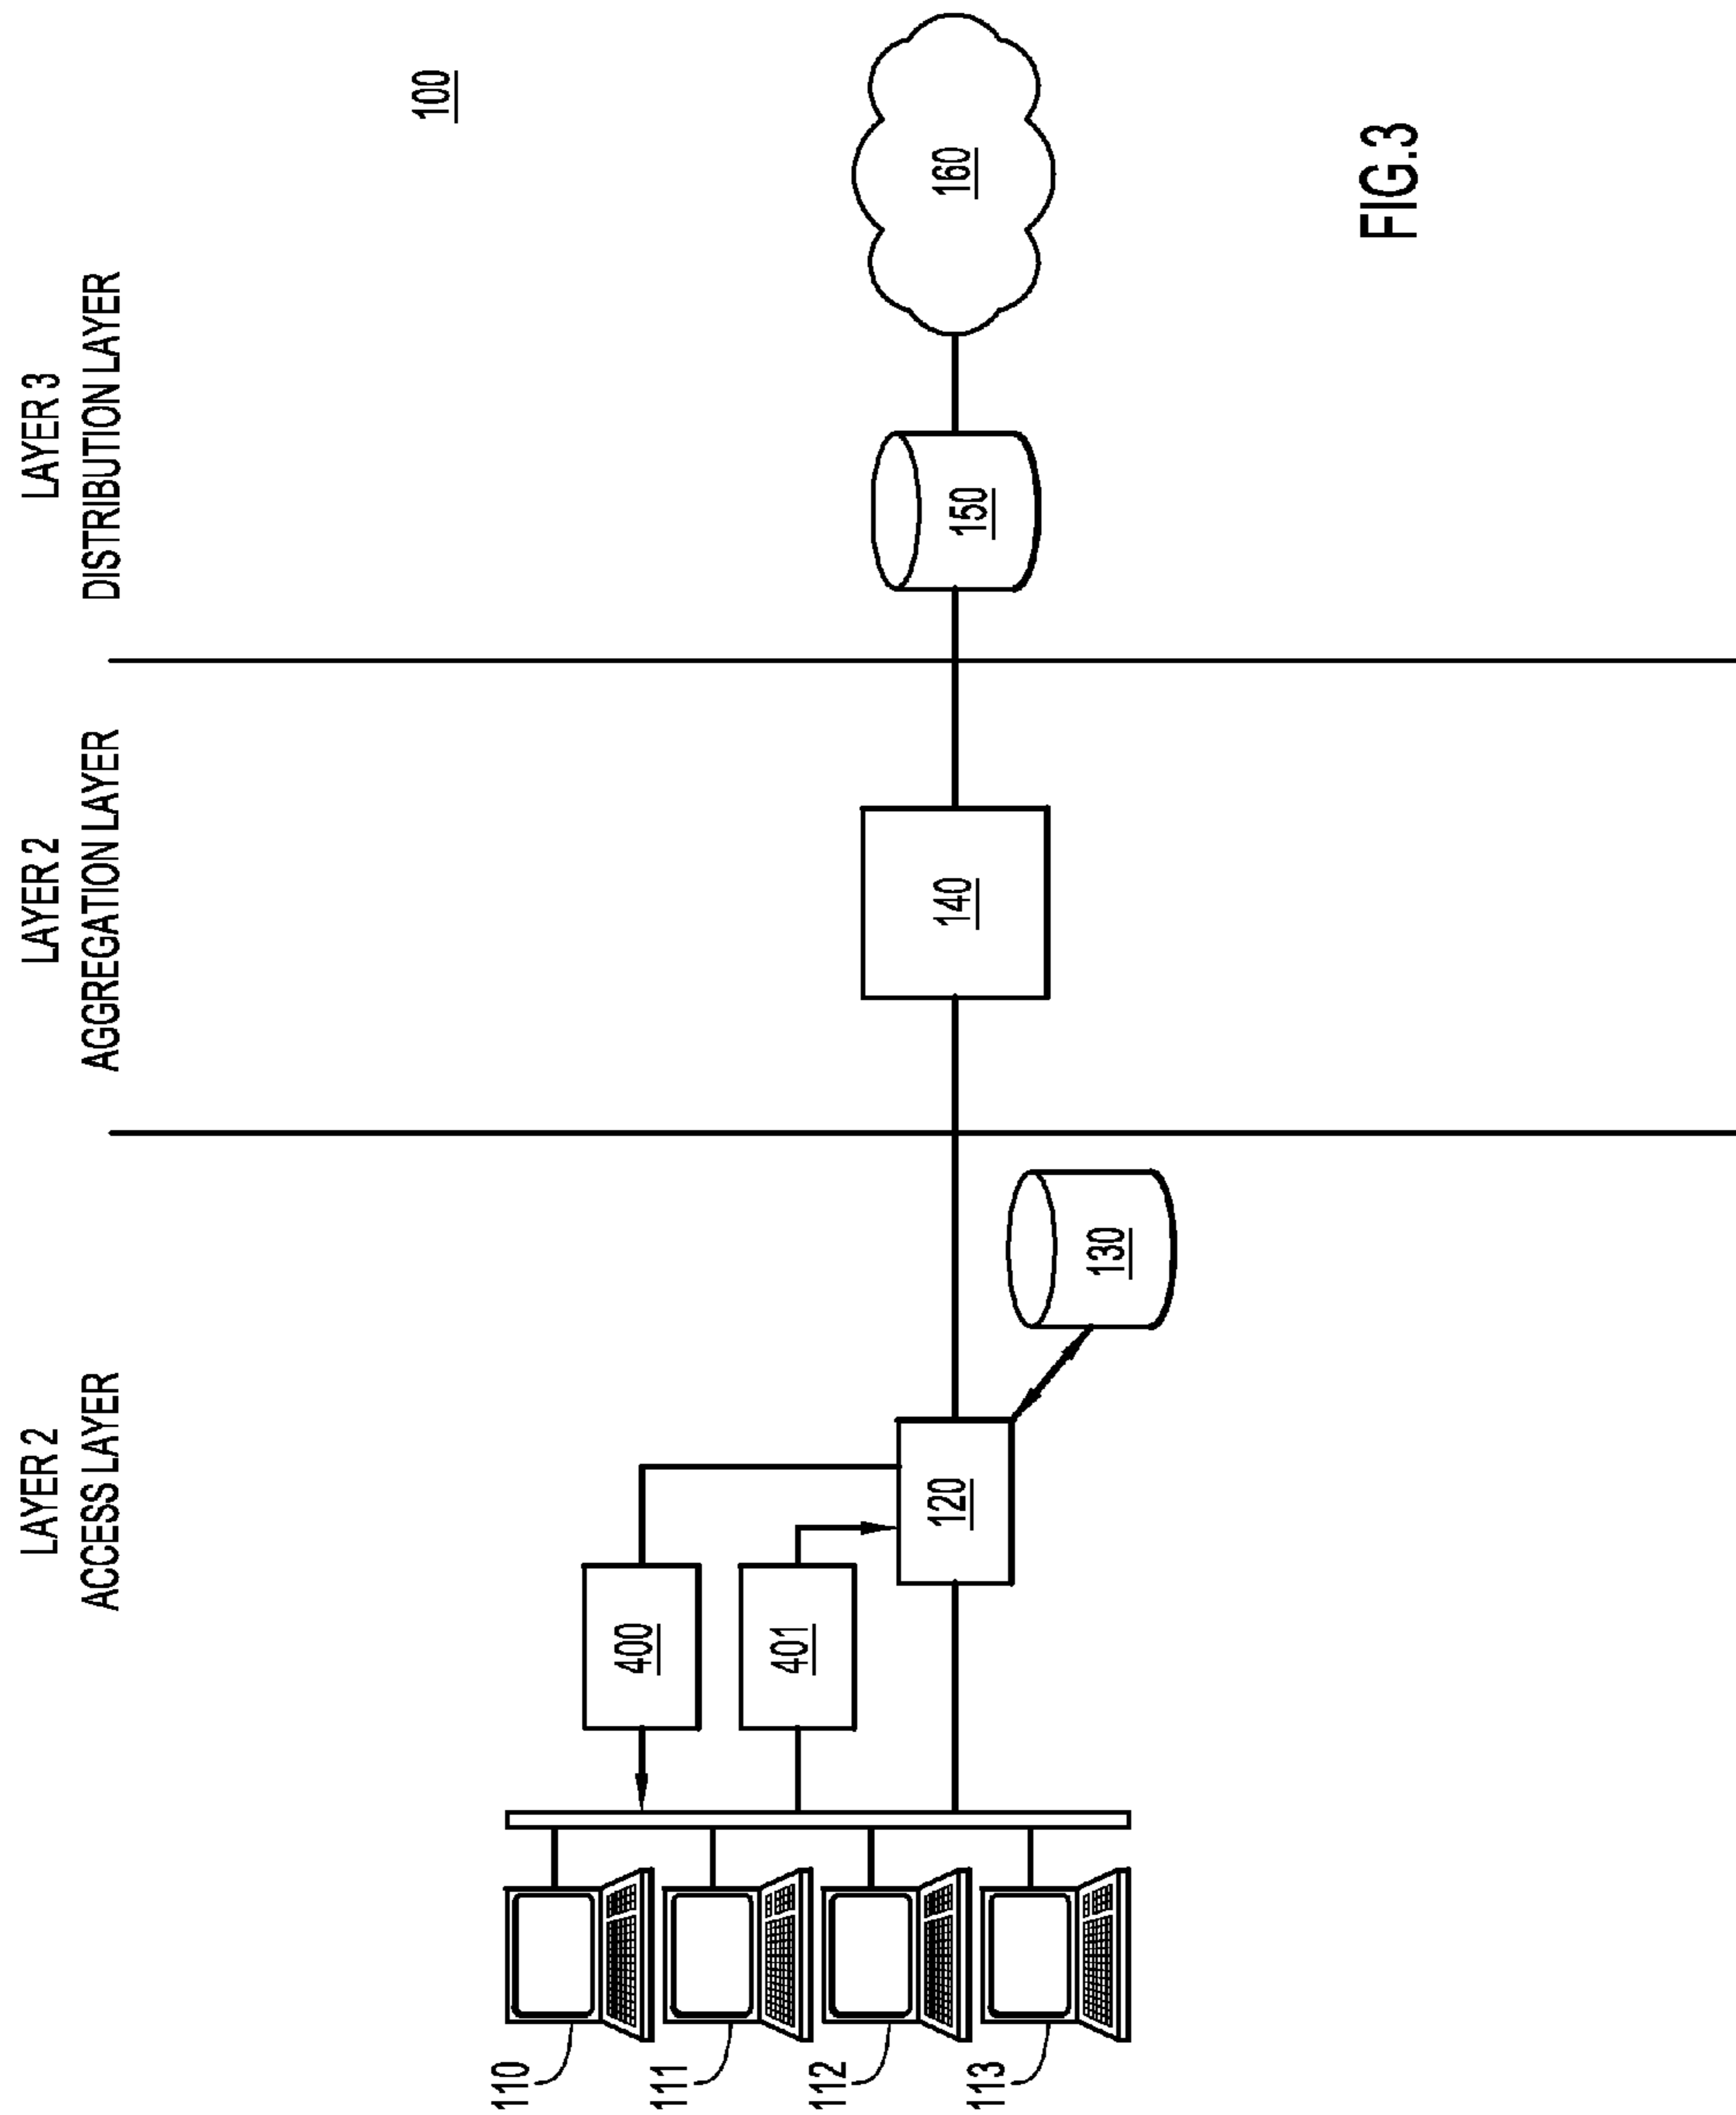 LAYER 2
ACCESS LAYER
LAYER 2
AGGREGATION LAYER
LAYER 3
DISTRIBUTION LAYER
100
110
111
112
113
400
401
120
130
140
150
160
FIG.3